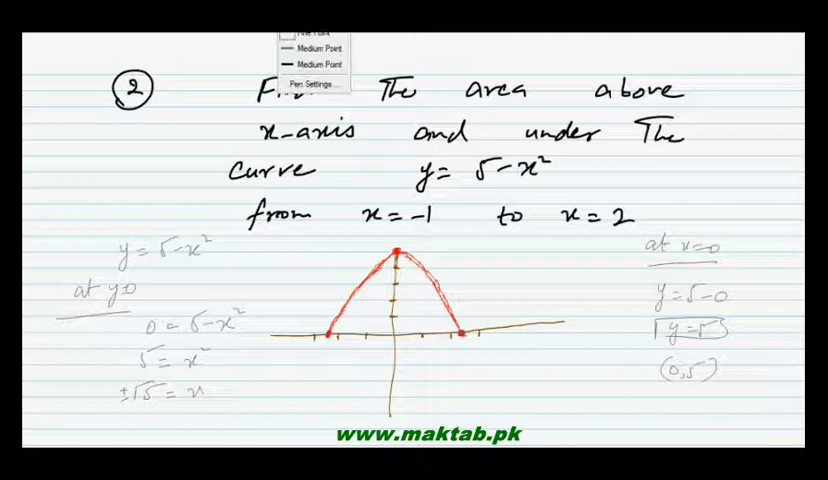 Fine Point
Medium Point
Medium Point
Pen Settings...
② The area above
x-axis and under The
curve y = 5 - x²
from x = -1 to x = 2
y = 5 - x²
at y=0
0 = 5 - x²
5 = x²
±√5 = x
at x=0
y = 5 - 0
y = 5
(0,5)
www.maktab.pk